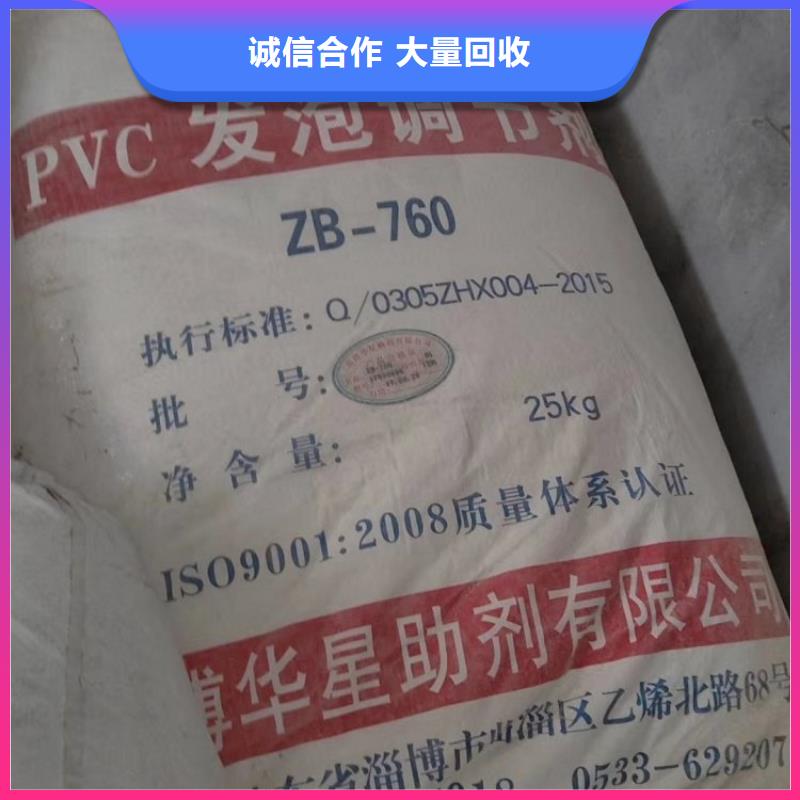 诚信合作 大量回收
PVC 发泡调节剂
ZB-760
执行标准: Q/0305ZHX004-2015
批 号:
净含量: 25kg
ISO9001:2008质量体系认证
博华星助剂有限公司
东省淄博市临淄区乙烯北路68号
0533-629207